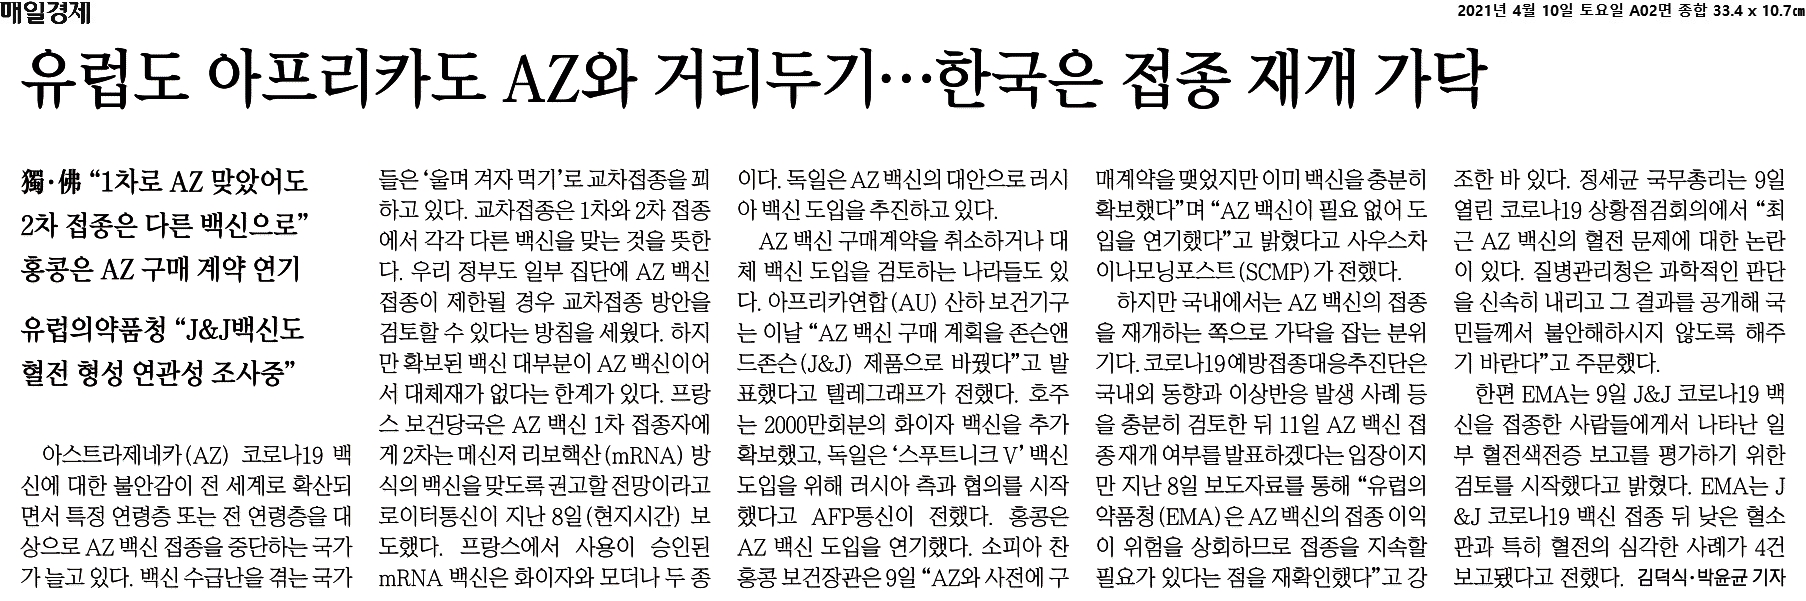 매일경제
2021년 4월 10일 토요일 A02면 종합 33.4 x 10.7㎝
유럽도 아프리카도 AZ와 거리두기…한국은 접종 재개 가닥
獨·佛 “1차로 AZ 맞았어도
2차 접종은 다른 백신으로”
홍콩은 AZ 구매 계약 연기
유럽의약품청 “J&J백신도
혈전 형성 연관성 조사중”
아스트라제네카(AZ) 코로나19 백
신에 대한 불안감이 전 세계로 확산되
면서 특정 연령층 또는 전 연령층을 대
상으로 AZ 백신 접종을 중단하는 국가
가 늘고 있다. 백신 수급난을 겪는 국가
들은 ‘울며 겨자 먹기’로 교차접종을 꾀
하고 있다. 교차접종은 1차와 2차 접종
에서 각각 다른 백신을 맞는 것을 뜻한
다. 우리 정부도 일부 집단에 AZ 백신
접종이 제한될 경우 교차접종 방안을
검토할 수 있다는 방침을 세웠다. 하지
만 확보된 백신 대부분이 AZ 백신이어
서 대체재가 없다는 한계가 있다. 프랑
스 보건당국은 AZ 백신 1차 접종자에
게 2차는 메신저 리보핵산(mRNA) 방
식의 백신을 맞도록 권고할 전망이라고
로이터통신이 지난 8일(현지시간) 보
도했다. 프랑스에서 사용이 승인된
mRNA 백신은 화이자와 모더나 두 종
이다. 독일은 AZ 백신의 대안으로 러시
아 백신 도입을 추진하고 있다.
AZ 백신 구매계약을 취소하거나 대
체 백신 도입을 검토하는 나라들도 있
다. 아프리카연합(AU) 산하 보건기구
는 이날 “AZ 백신 구매 계획을 존슨앤
드존슨(J&J) 제품으로 바꿨다”고 발
표했다고 텔레그래프가 전했다. 호주
는 2000만회분의 화이자 백신을 추가
확보했고, 독일은 ‘스푸트니크 V’ 백신
도입을 위해 러시아 측과 협의를 시작
했다고 AFP통신이 전했다. 홍콩은
AZ 백신 도입을 연기했다. 소피아 찬
홍콩 보건장관은 9일 “AZ와 사전에 구
매계약을 맺었지만 이미 백신을 충분히
확보했다”며 “AZ 백신이 필요 없어 도
입을 연기했다”고 밝혔다고 사우스차
이나모닝포스트(SCMP)가 전했다.
하지만 국내에서는 AZ 백신의 접종
을 재개하는 쪽으로 가닥을 잡는 분위
기다. 코로나19예방접종대응추진단은
국내외 동향과 이상반응 발생 사례 등
을 충분히 검토한 뒤 11일 AZ 백신 접
종 재개 여부를 발표하겠다는 입장이지
만 지난 8일 보도자료를 통해 “유럽의
약품청(EMA)은 AZ 백신의 접종 이익
이 위험을 상회하므로 접종을 지속할
필요가 있다는 점을 재확인했다”고 강
조한 바 있다. 정세균 국무총리는 9일
열린 코로나19 상황점검회의에서 “최
근 AZ 백신의 혈전 문제에 대한 논란
이 있다. 질병관리청은 과학적인 판단
을 신속히 내리고 그 결과를 공개해 국
민들께서 불안해하시지 않도록 해주
기 바란다”고 주문했다.
한편 EMA는 9일 J&J 코로나19 백
신을 접종한 사람들에게서 나타난 일
부 혈전색전증 보고를 평가하기 위한
검토를 시작했다고 밝혔다. EMA는 J
&J 코로나19 백신 접종 뒤 낮은 혈소
판과 특히 혈전의 심각한 사례가 4건
보고됐다고 전했다. 김덕식·박윤균 기자